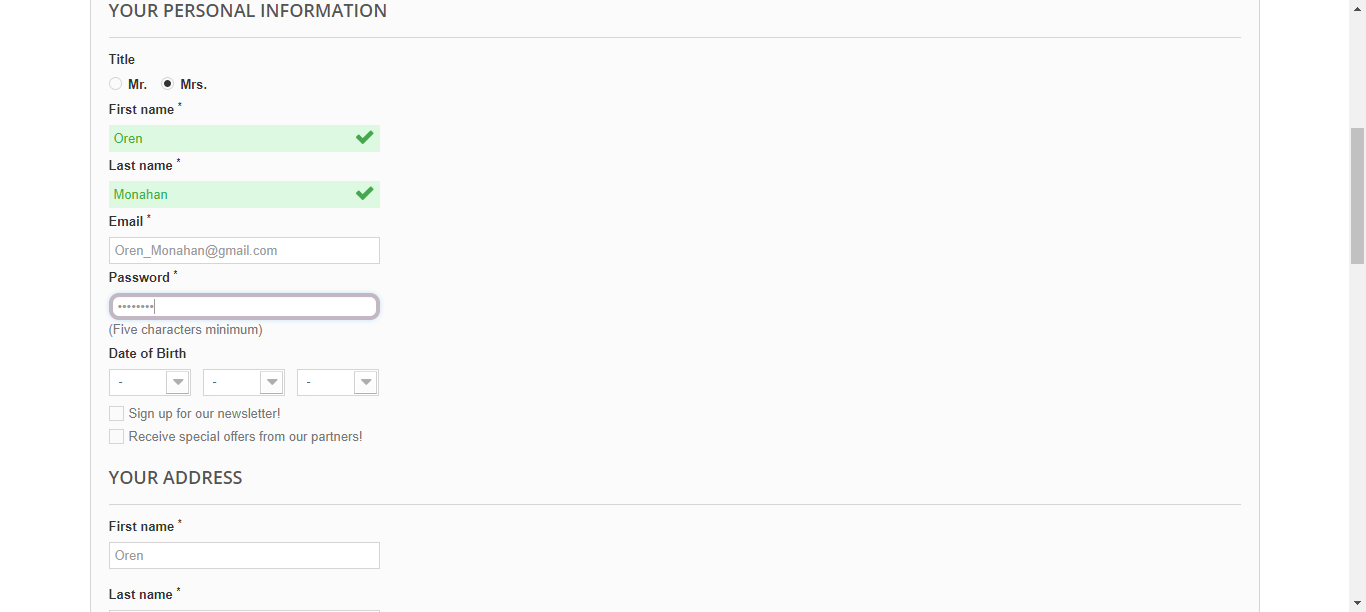 YOUR PERSONAL INFORMATION
Title
Mr. Mrs.
First name *
Oren
Last name *
Monahan
Email *
Oren_Monahan@gmail.com
Password *
••••••••
(Five characters minimum)
Date of Birth
- - -
Sign up for our newsletter!
Receive special offers from our partners!
YOUR ADDRESS
First name *
Oren
Last name *